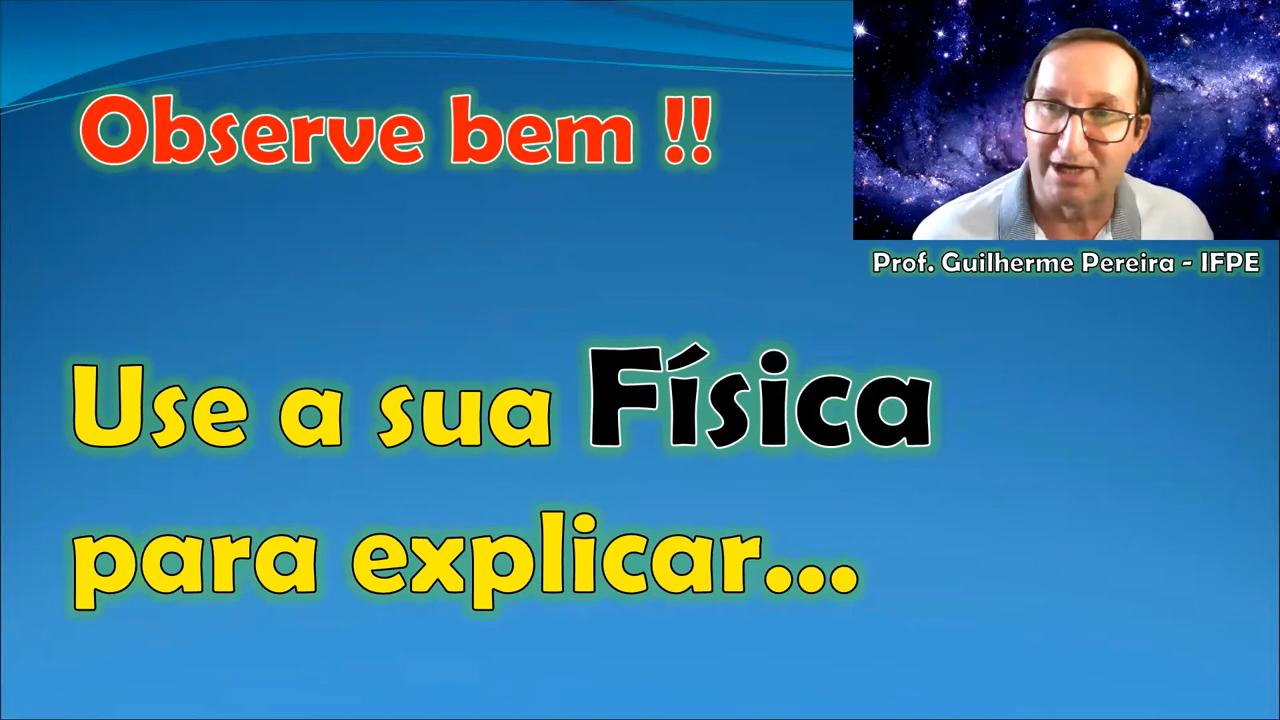 Observe bem !!
Prof. Guilherme Pereira - IFPE
Use a sua Física
para explicar...